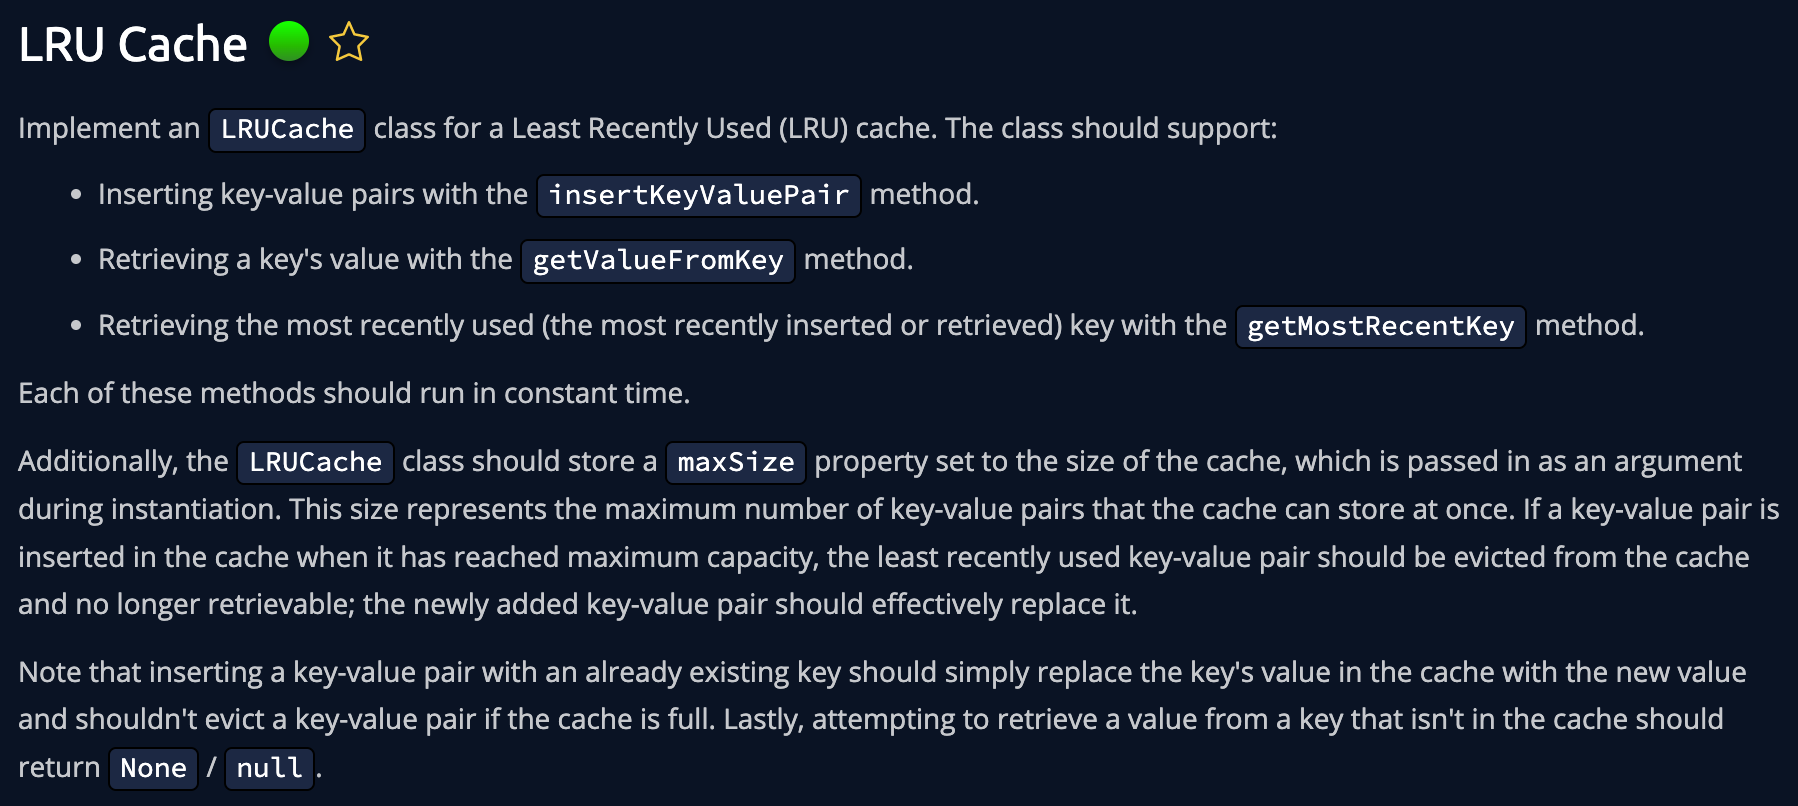 LRU Cache
Implement an LRUCache class for a Least Recently Used (LRU) cache. The class should support:
• Inserting key-value pairs with the insertKeyValuePair method.
• Retrieving a key's value with the getValueFromKey method.
• Retrieving the most recently used (the most recently inserted or retrieved) key with the getMostRecentKey method.
Each of these methods should run in constant time.
Additionally, the LRUCache class should store a maxSize property set to the size of the cache, which is passed in as an argument
during instantiation. This size represents the maximum number of key-value pairs that the cache can store at once. If a key-value pair is
inserted in the cache when it has reached maximum capacity, the least recently used key-value pair should be evicted from the cache
and no longer retrievable; the newly added key-value pair should effectively replace it.
Note that inserting a key-value pair with an already existing key should simply replace the key's value in the cache with the new value
and shouldn't evict a key-value pair if the cache is full. Lastly, attempting to retrieve a value from a key that isn't in the cache should
return None / null.